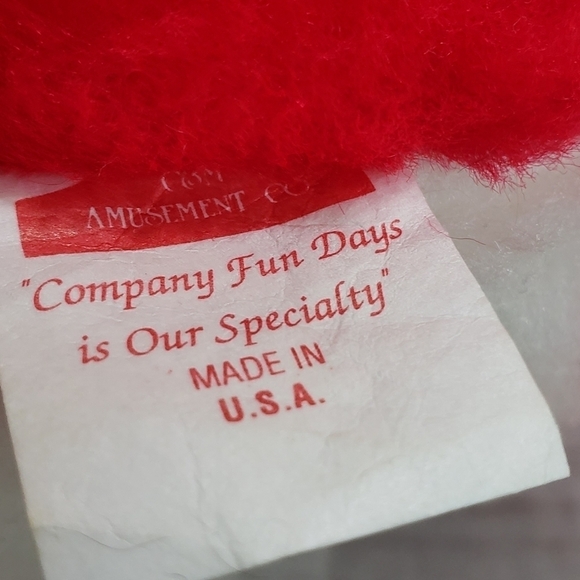 AMUSEMENT CO
"Company Fun Days
is Our Specialty"
MADE IN
U.S.A.